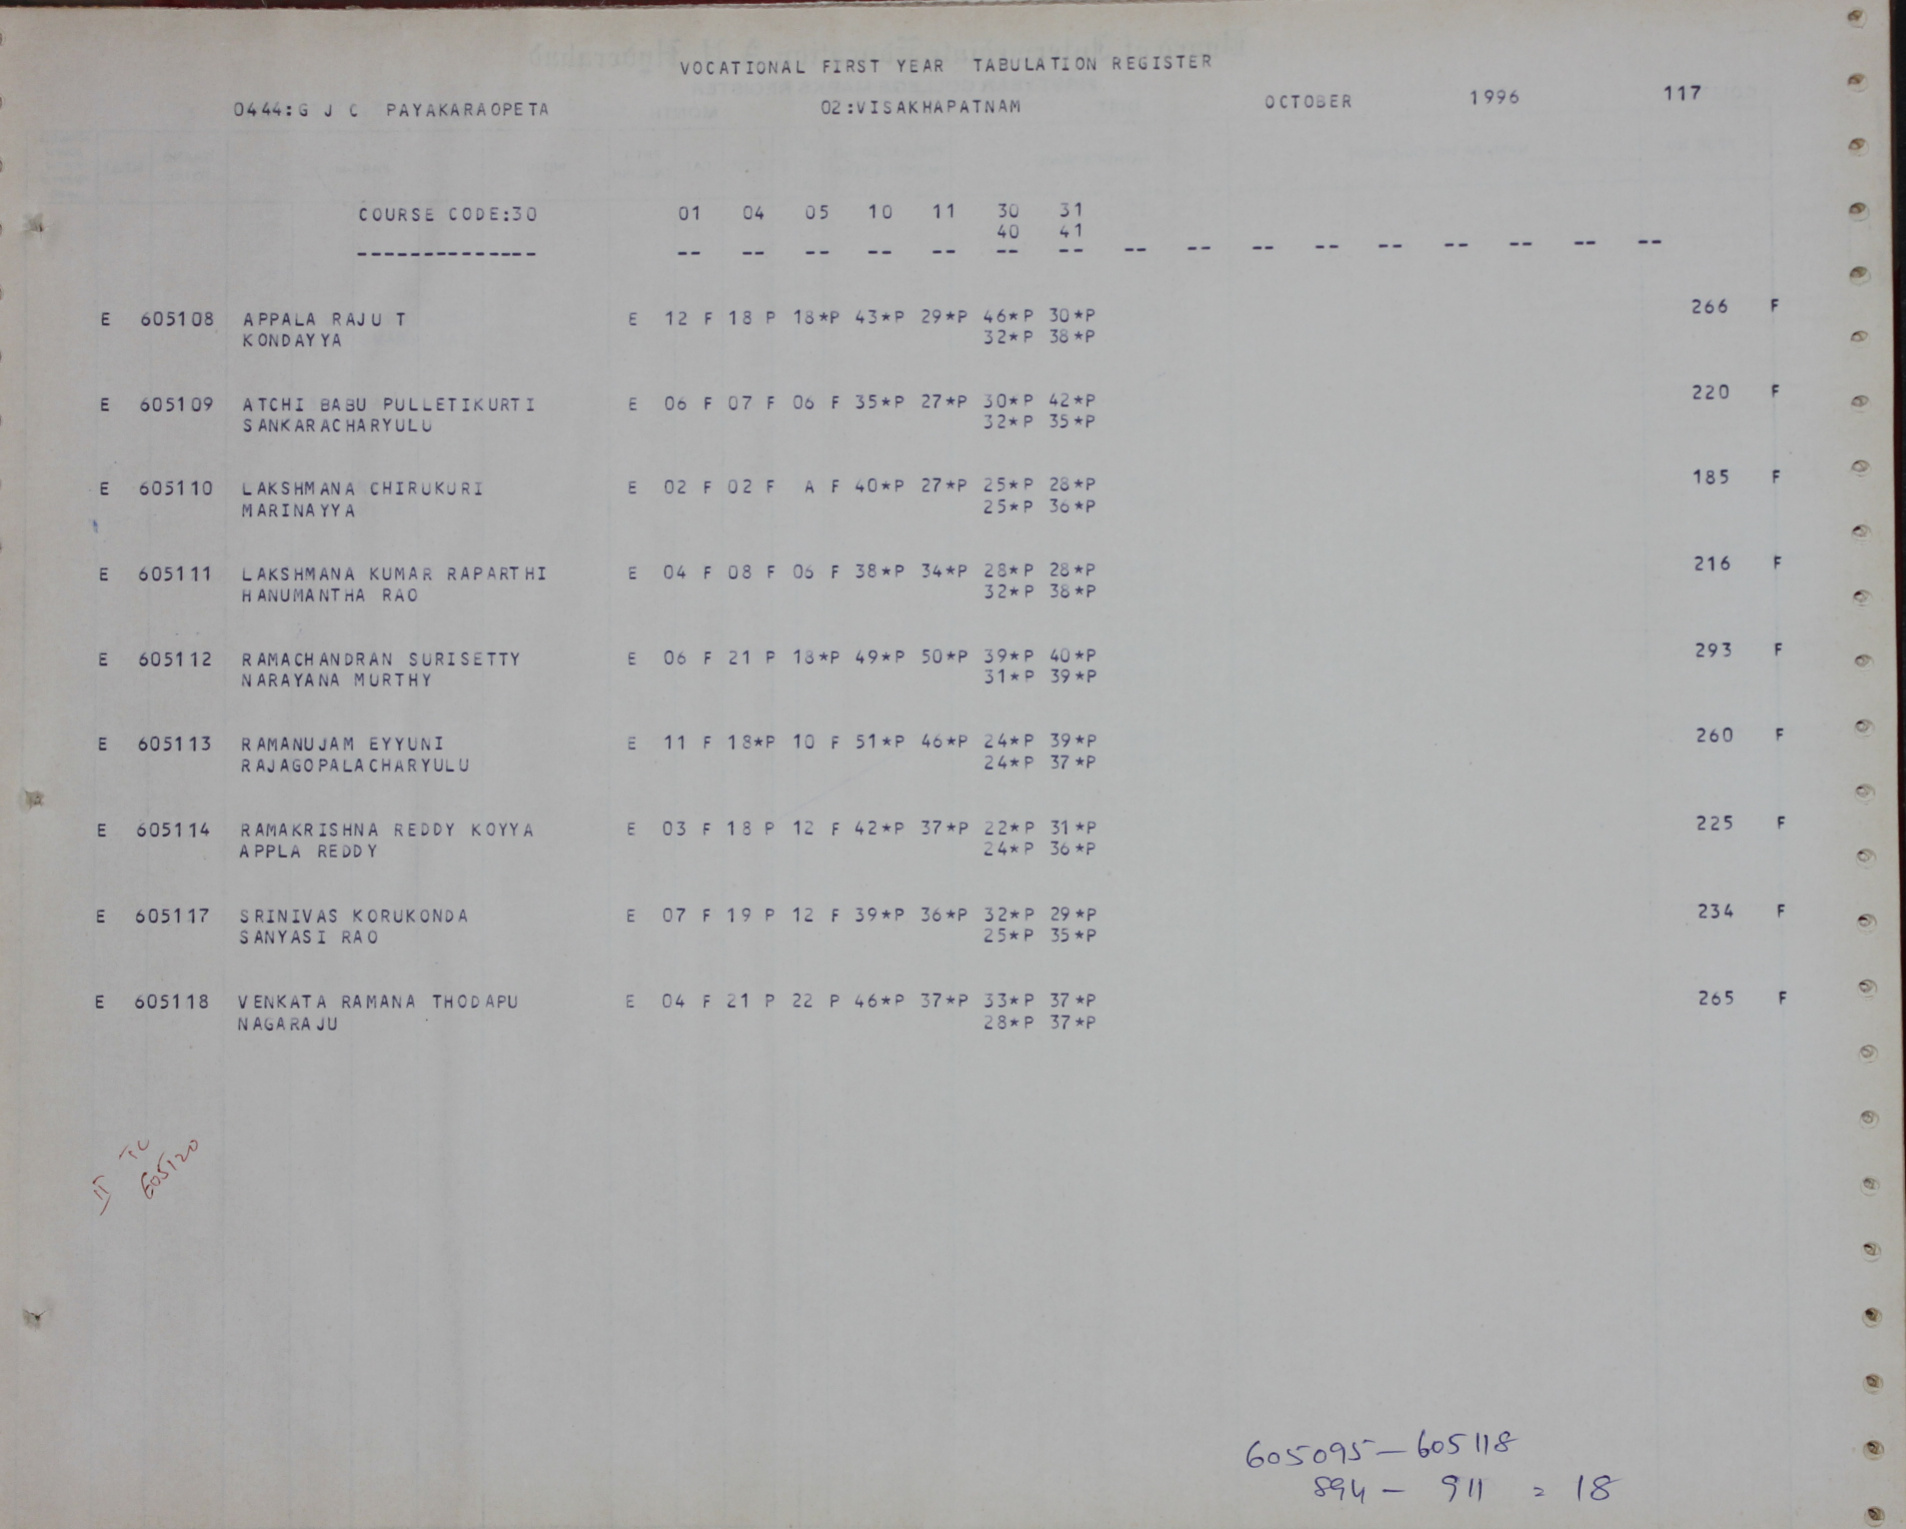 VOCATIONAL FIRST YEAR TABULATION REGISTER
0444:G J C PAYAKARAOPETA 02:VISAKHAPATNAM OCTOBER 1996 117
COURSE CODE:30 01 04 05 10 11 30 31
40 41
-------------- -- -- -- -- -- -- -- -- -- -- -- -- -- -- -- --
E 605108 APPALA RAJU T E 12 F 18 P 18*P 43*P 29*P 46*P 30*P 266 F
KONDAYYA 32*P 38*P
E 605109 ATCHI BABU PULLETIKURTI E 06 F 07 F 06 F 35*P 27*P 30*P 42*P 220 F
SANKARACHARYULU 32*P 35*P
E 605110 LAKSHMANA CHIRUKURI E 02 F 02 F A F 40*P 27*P 25*P 28*P 185 F
MARINAYYA 25*P 36*P
E 605111 LAKSHMANA KUMAR RAPARTHI E 04 F 08 F 06 F 38*P 34*P 28*P 28*P 216 F
HANUMANTHA RAO 32*P 38*P
E 605112 RAMACHANDRAN SURISETTY E 06 F 21 P 18*P 49*P 50*P 39*P 40*P 293 F
NARAYANA MURTHY 31*P 39*P
E 605113 RAMANUJAM EYYUNI E 11 F 18*P 10 F 51*P 46*P 24*P 39*P 260 F
RAJAGOPALACHARYULU 24*P 37*P
E 605114 RAMAKRISHNA REDDY KOYYA E 03 F 18 P 12 F 42*P 37*P 22*P 31*P 225 F
APPLA REDDY 24*P 36*P
E 605117 SRINIVAS KORUKONDA E 07 F 19 P 12 F 39*P 36*P 32*P 29*P 234 F
SANYASI RAO 25*P 35*P
E 605118 VENKATA RAMANA THODAPU E 04 F 21 P 22 P 46*P 37*P 33*P 37*P 265 F
NAGARAJU 28*P 37*P
II TC
605120
605095-605118
894 - 911 = 18